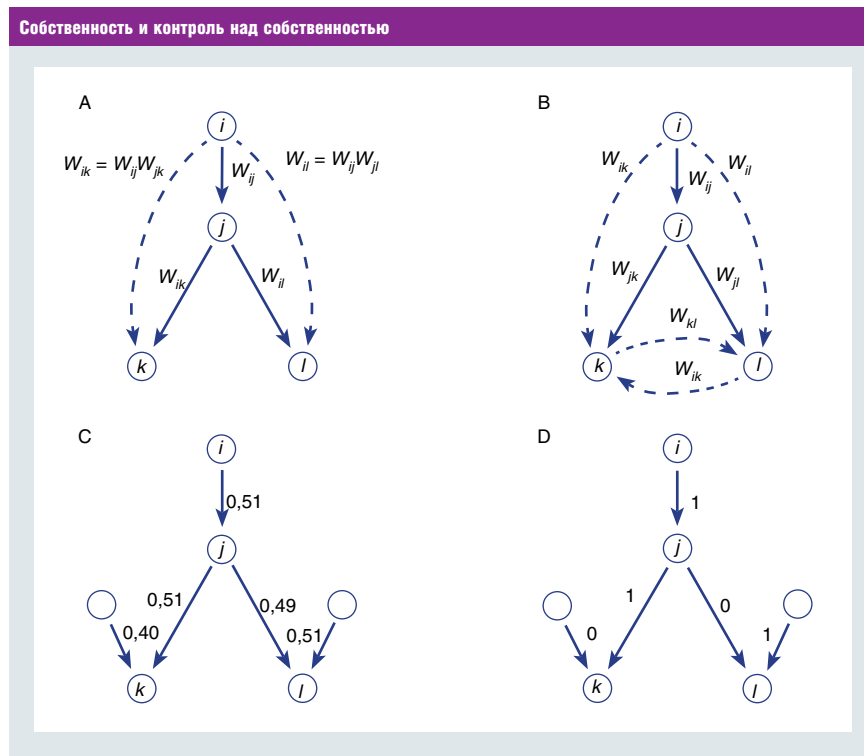 Собственность и контроль над собственностью
A
i
W_ik = W_ij W_jk
W_il = W_ij W_jl
W_ij
j
W_ik
W_il
k
l
B
i
W_ik
W_il
W_ij
j
W_jk
W_jl
W_kl
k
l
W_ik
C
i
0,51
j
0,51
0,49
0,40
0,51
k
l
D
i
1
j
1
0
0
1
k
l